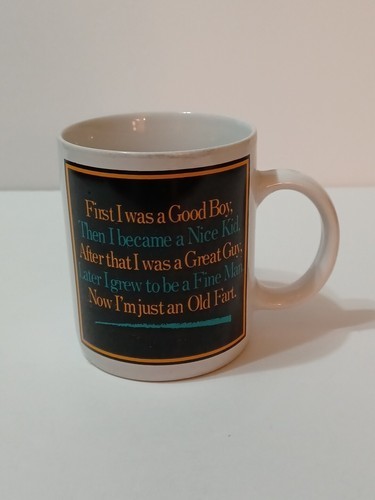 First I was a Good Boy,
Then I became a Nice Kid,
After that I was a Great Guy,
Later I grew to be a Fine Man,
Now I'm just an Old Fart.